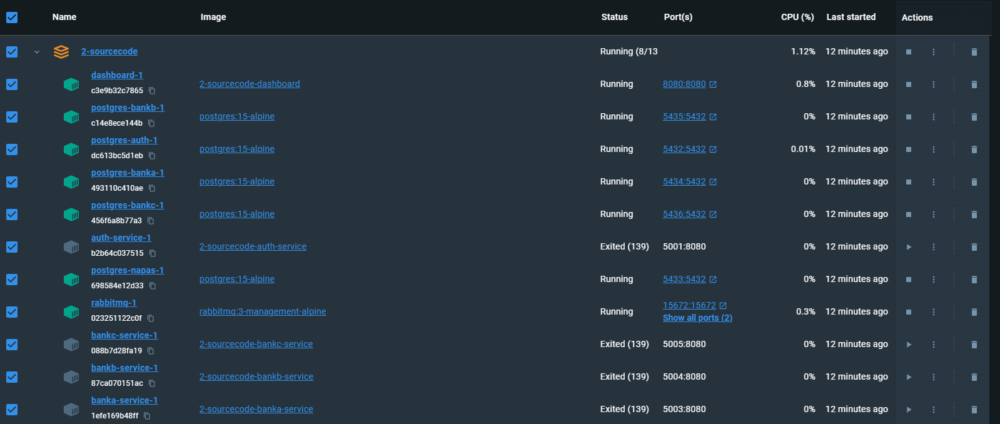 Name Image Status Port(s) CPU (%) Last started Actions
2-sourcecode Running (8/13 1.12% 12 minutes ago
dashboard-1
c3e9b32c7865 2-sourcecode-dashboard Running 8080:8080 0.8% 12 minutes ago
postgres-bankb-1
c14e8ece144b postgres:15-alpine Running 5435:5432 0% 12 minutes ago
postgres-auth-1
dc613bc5d1eb postgres:15-alpine Running 5432:5432 0.01% 12 minutes ago
postgres-banka-1
493110c410ae postgres:15-alpine Running 5434:5432 0% 12 minutes ago
postgres-bankc-1
456f6a8b77a3 postgres:15-alpine Running 5436:5432 0% 12 minutes ago
auth-service-1
b2b64c037515 2-sourcecode-auth-service Exited (139) 5001:8080 0% 12 minutes ago
postgres-napas-1
698584e12d33 postgres:15-alpine Running 5433:5432 0% 12 minutes ago
rabbitmq-1
023251122c0f rabbitmq:3-management-alpine Running 15672:15672 0.3% 12 minutes ago
Show all ports (2)
bankc-service-1
088b7d28fa19 2-sourcecode-bankc-service Exited (139) 5005:8080 0% 12 minutes ago
bankb-service-1
87ca070151ac 2-sourcecode-bankb-service Exited (139) 5004:8080 0% 12 minutes ago
banka-service-1
1efe169b48ff 2-sourcecode-banka-service Exited (139) 5003:8080 0% 12 minutes ago